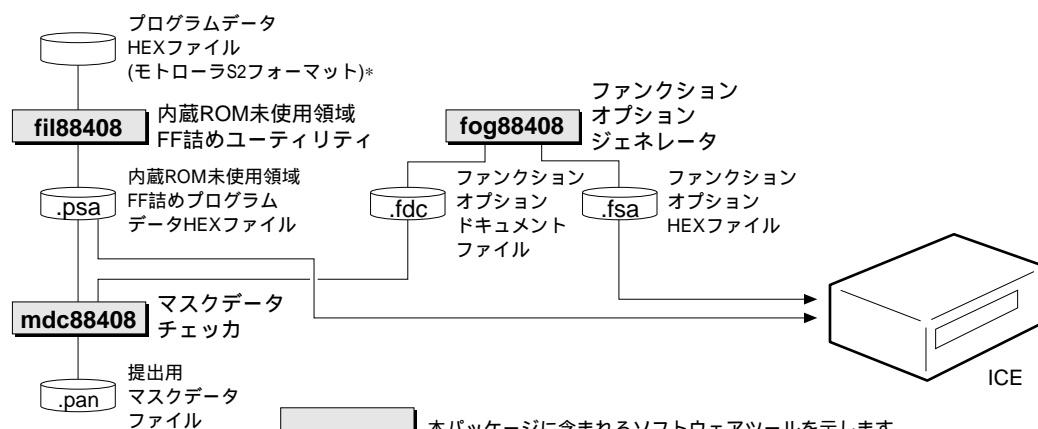 プログラムデータ
HEXファイル
(モトローラS2フォーマット)*
fil88408
内蔵ROM未使用領域
FF詰めユーティリティ
fog88408
ファンクション
オプション
ジェネレータ
.psa
内蔵ROM未使用領域
FF詰めプログラム
データHEXファイル
.fdc
ファンクション
オプション
ドキュメント
ファイル
.fsa
ファンクション
オプション
HEXファイル
mdc88408
マスクデータ
チェッカ
ICE
.pan
提出用
マスクデータ
ファイル
本パッケージに含まれるソフトウェアツールを示します